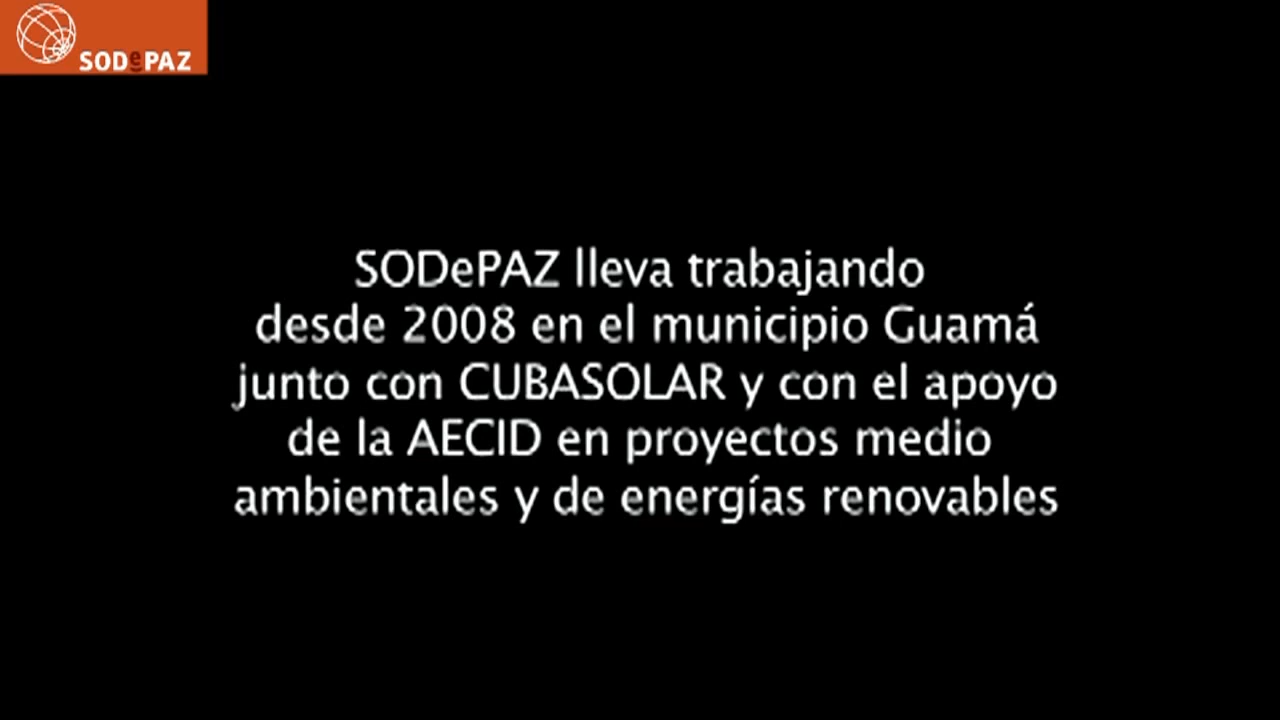 SODePAZ
SODePAZ lleva trabajando
desde 2008 en el municipio Guamá
junto con CUBASOLAR y con el apoyo
de la AECID en proyectos medio
ambientales y de energías renovables